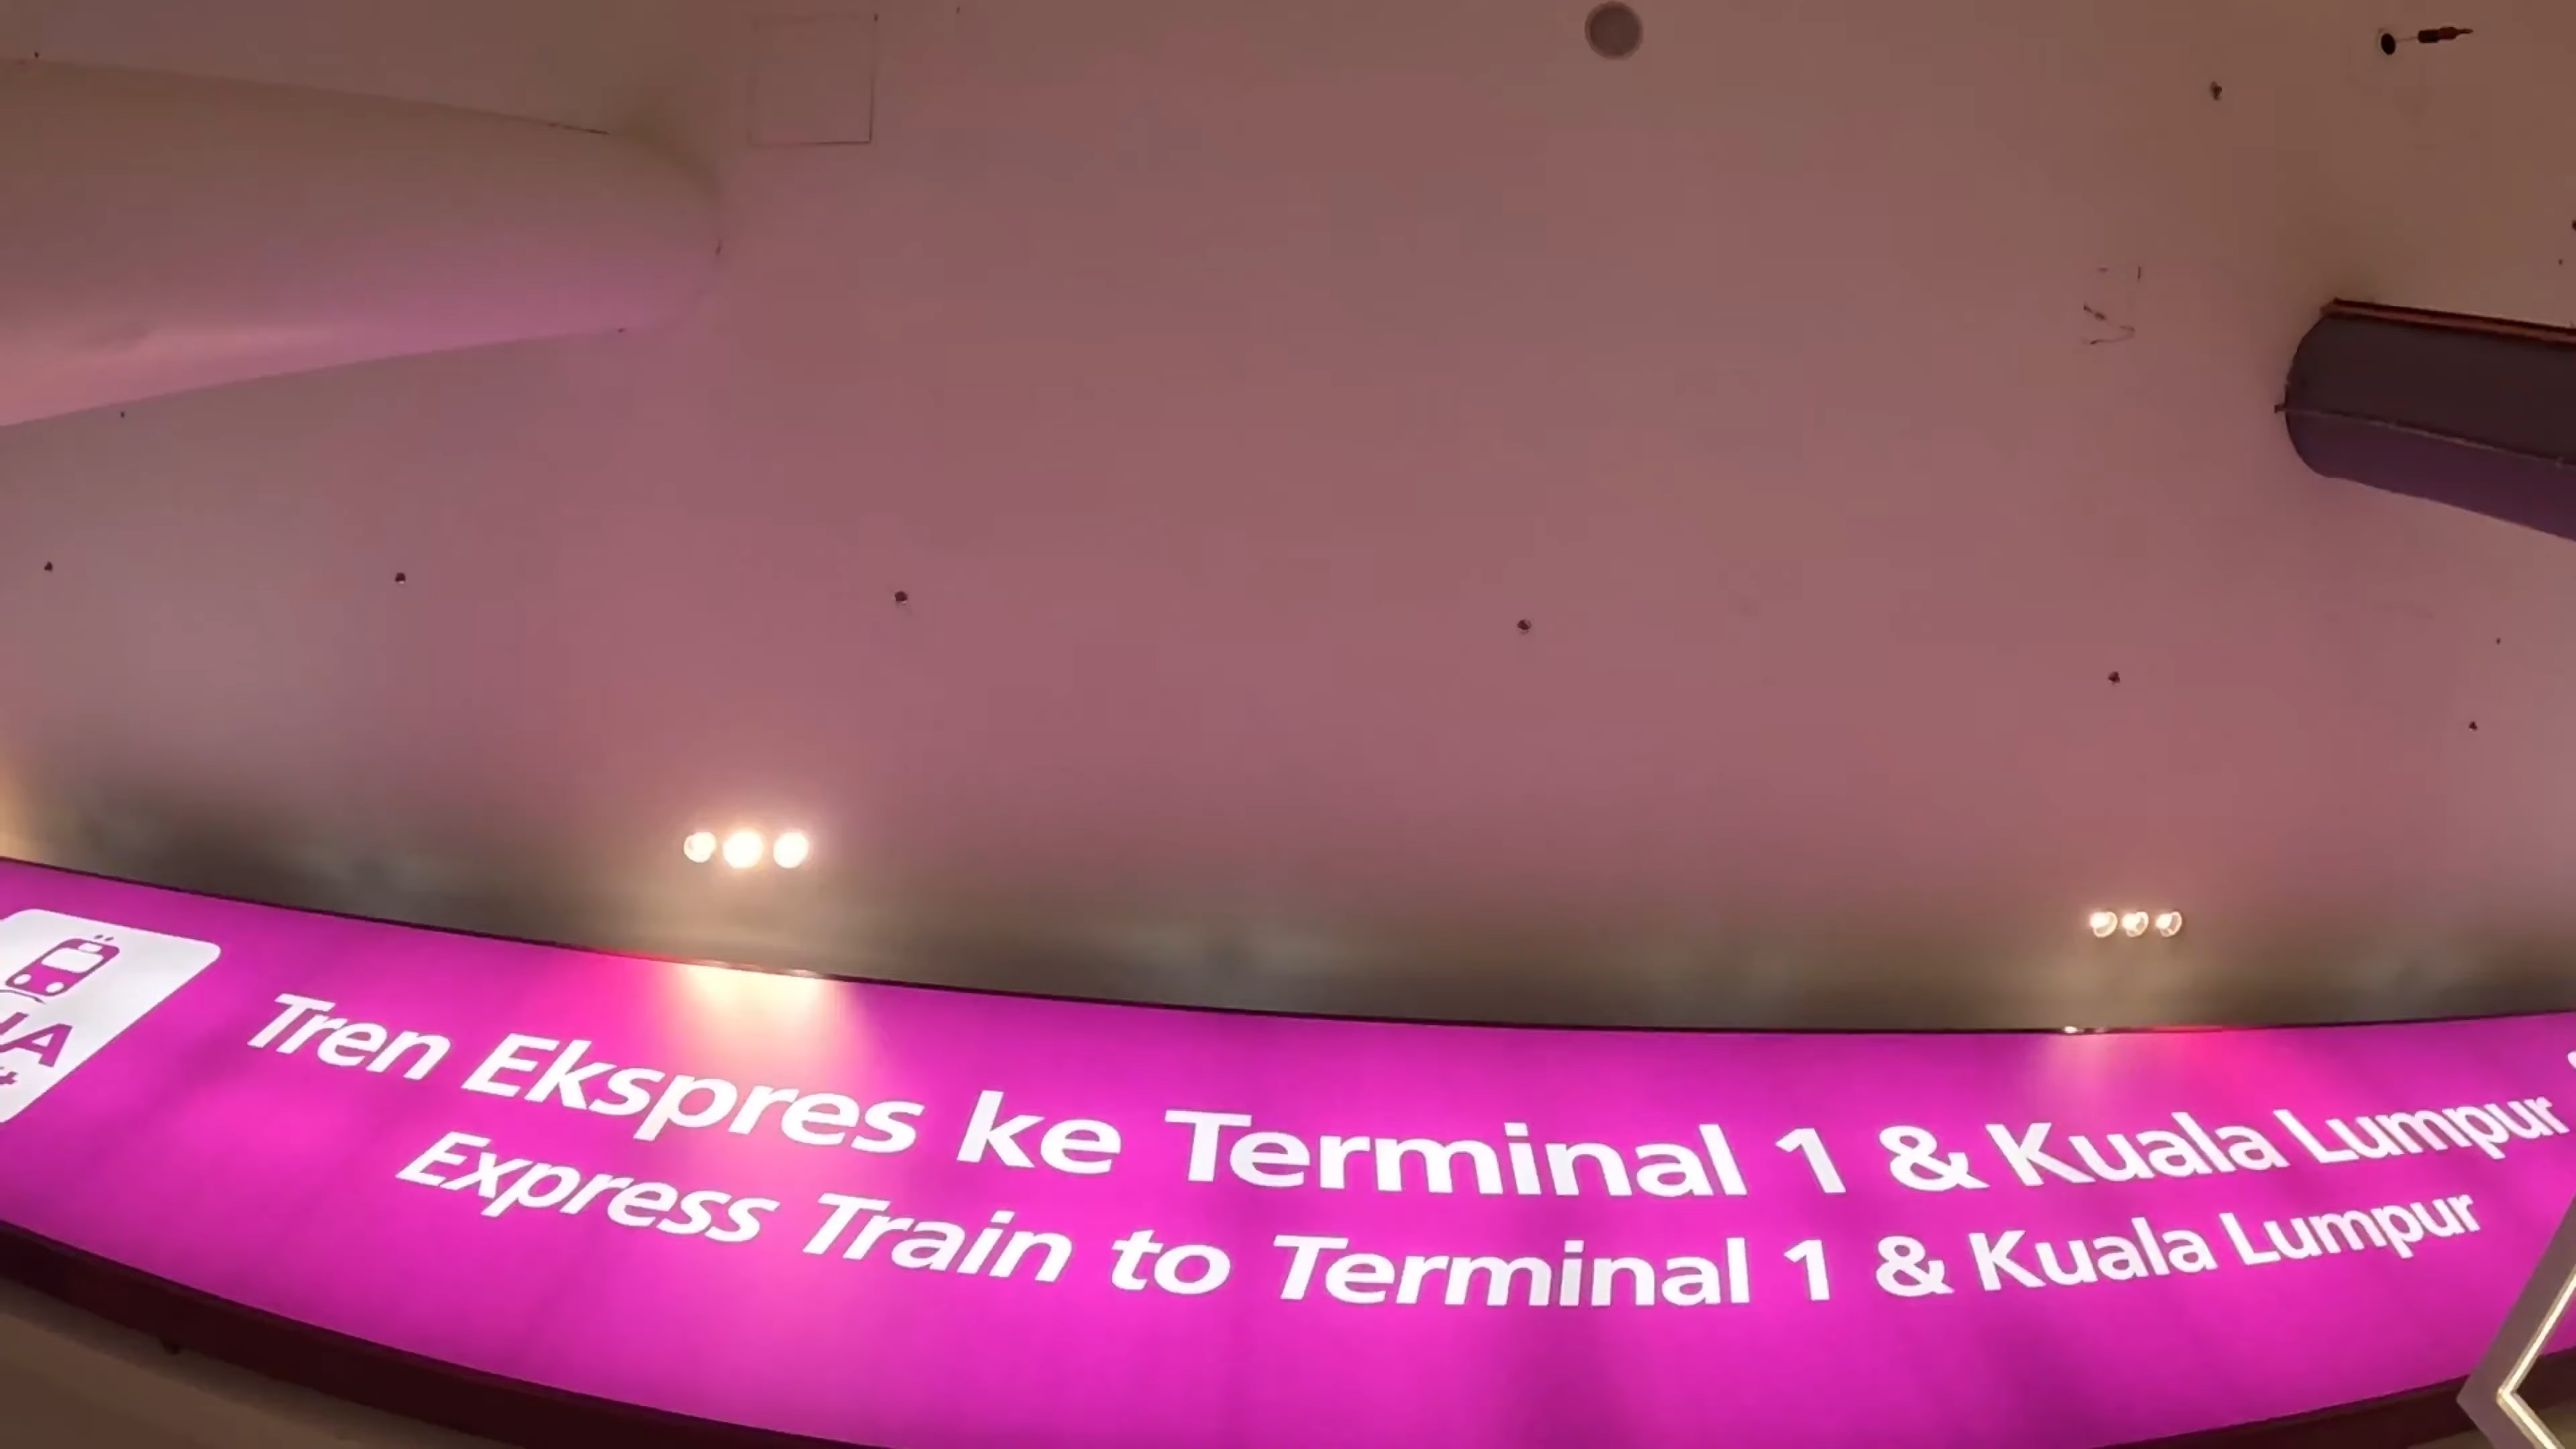 Tren Ekspres ke Terminal 1 & Kuala Lumpur
Express Train to Terminal 1 & Kuala Lumpur